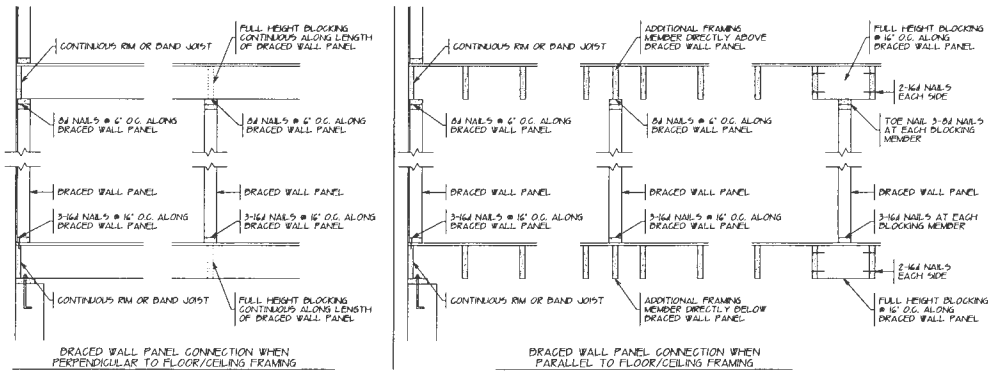 FULL HEIGHT BLOCKING
CONTINUOUS ALONG LENGTH
OF BRACED WALL PANEL
CONTINUOUS RIM OR BAND JOIST
8d NAILS @ 6" O.C. ALONG
BRACED WALL PANEL
8d NAILS @ 6" O.C. ALONG
BRACED WALL PANEL
BRACED WALL PANEL
BRACED WALL PANEL
3-16d NAILS @ 16" O.C. ALONG
BRACED WALL PANEL
3-16d NAILS @ 16" O.C. ALONG
BRACED WALL PANEL
CONTINUOUS RIM OR BAND JOIST
FULL HEIGHT BLOCKING
CONTINUOUS ALONG LENGTH
OF BRACED WALL PANEL
BRACED WALL PANEL CONNECTION WHEN
PERPENDICULAR TO FLOOR/CEILING FRAMING
CONTINUOUS RIM OR BAND JOIST
ADDITIONAL FRAMING
MEMBER DIRECTLY ABOVE
BRACED WALL PANEL
FULL HEIGHT BLOCKING
@ 16" O.C. ALONG
BRACED WALL PANEL
2-16d NAILS
EACH SIDE
8d NAILS @ 6" O.C. ALONG
BRACED WALL PANEL
8d NAILS @ 6" O.C. ALONG
BRACED WALL PANEL
TOE NAIL 3-8d NAILS
AT EACH BLOCKING
MEMBER
BRACED WALL PANEL
BRACED WALL PANEL
BRACED WALL PANEL
3-16d NAILS @ 16" O.C. ALONG
BRACED WALL PANEL
3-16d NAILS @ 16" O.C. ALONG
BRACED WALL PANEL
3-16d NAILS AT EACH
BLOCKING MEMBER
2-16d NAILS
EACH SIDE
CONTINUOUS RIM OR BAND JOIST
ADDITIONAL FRAMING
MEMBER DIRECTLY BELOW
BRACED WALL PANEL
FULL HEIGHT BLOCKING
@ 16" O.C. ALONG
BRACED WALL PANEL
BRACED WALL PANEL CONNECTION WHEN
PARALLEL TO FLOOR/CEILING FRAMING